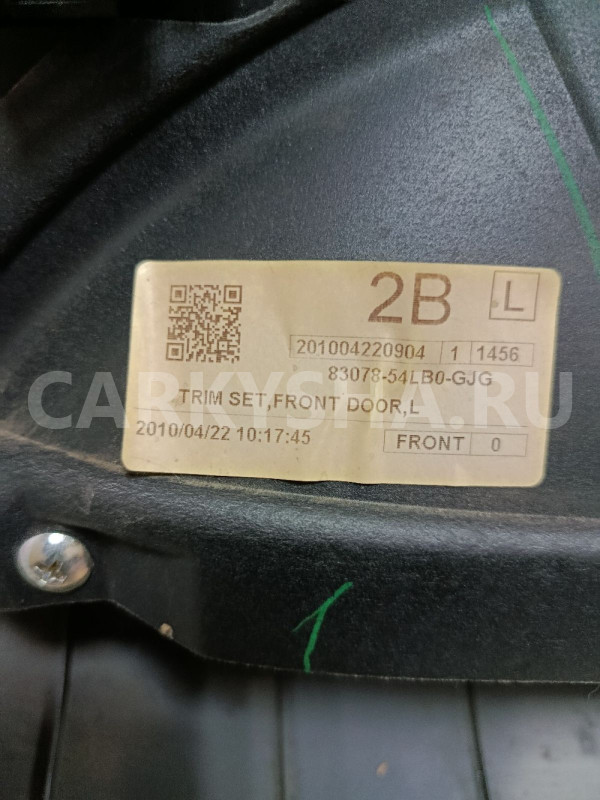 2B L
201004220904 1 1456
83078-54LB0-GJG
TRIM SET,FRONT DOOR,L
2010/04/22 10:17:45 FRONT 0
CARKYSHA.RU
1